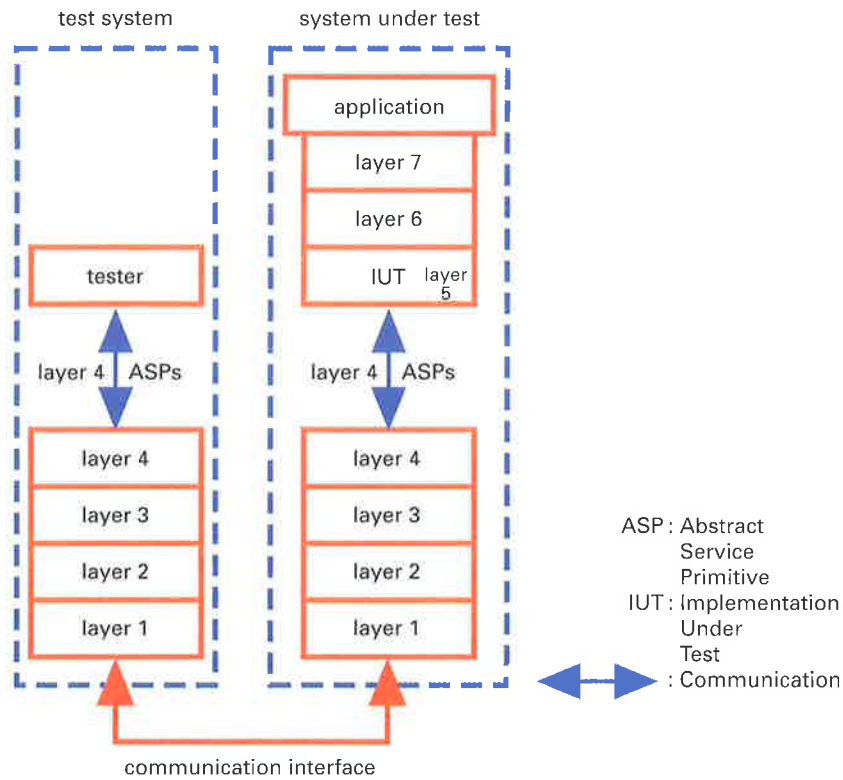 test system
system under test
application
layer 7
layer 6
tester
IUT layer
5
layer 4 ASPs
layer 4 ASPs
layer 4
layer 3
layer 2
layer 1
layer 4
layer 3
layer 2
layer 1
ASP : Abstract
Service
Primitive
IUT : Implementation
Under
Test
: Communication
communication interface